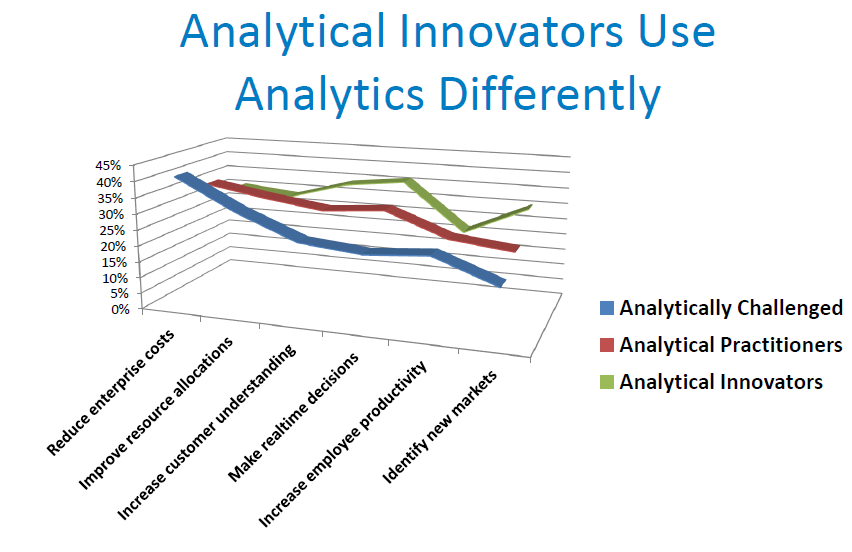 Analytical Innovators Use
Analytics Differently
45%
40%
35%
30%
25%
20%
15%
10%
5%
0%
Reduce enterprise costs
Improve resource allocations
Increase customer understanding
Make realtime decisions
Increase employee productivity
Identify new markets
Analytically Challenged
Analytical Practitioners
Analytical Innovators